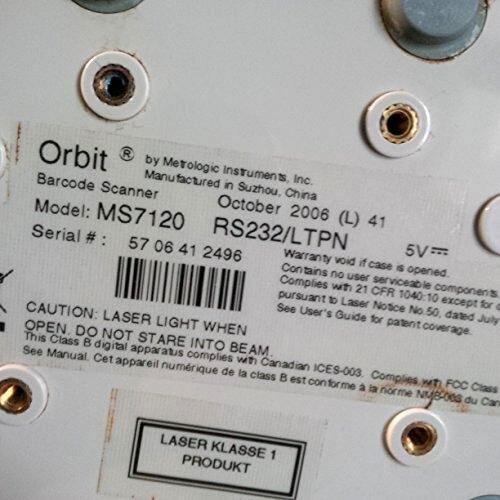 Orbit ® by Metrologic Instruments, Inc.
Manufactured in Suzhou, China
Barcode Scanner October 2006 (L) 41
Model: MS7120 RS232/LTPN 5V
Serial #: 57 06 41 2496
Warranty void if case is opened.
Contains no user serviceable components.
Complies with 21 CFR 1040:10 except for
pursuant to Laser Notice No.50, dated July
See User's Guide for patent coverage.
CAUTION: LASER LIGHT WHEN
OPEN. DO NOT STARE INTO BEAM.
This Class B digital apparatus complies with Canadian ICES-003. Complies with FCC Class
See Manual. Cet appareil numérique de la class B est conforme à la norme NMB-003 du Can
LASER KLASSE 1
PRODUKT